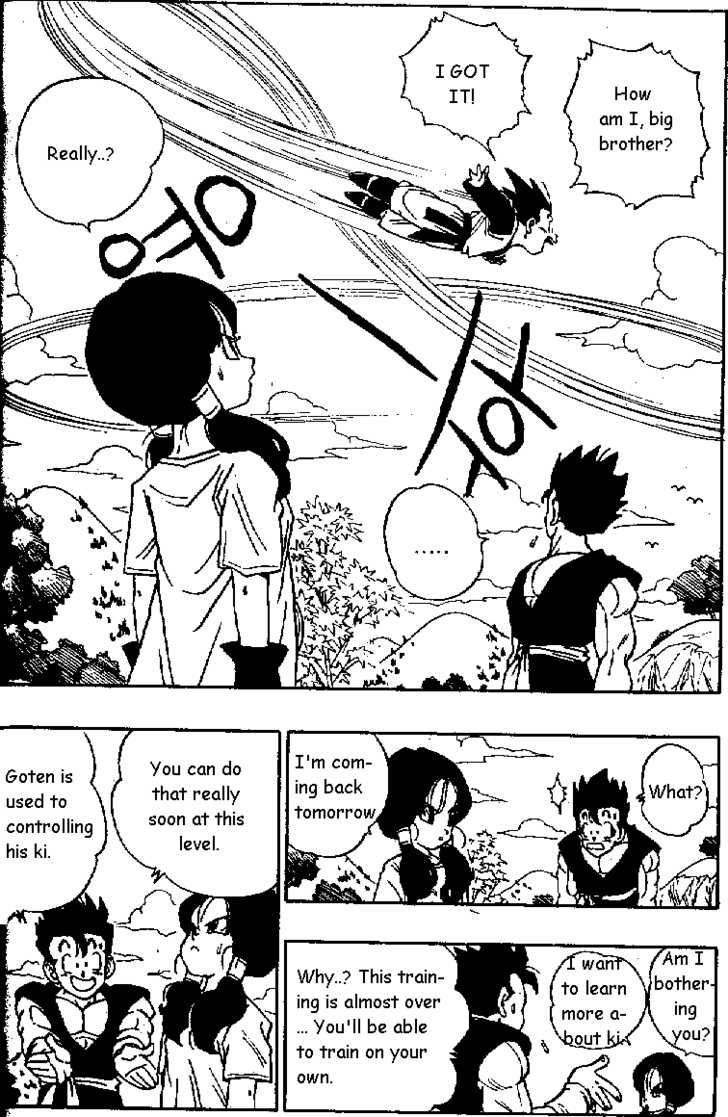 I GOT
IT!
How
am I, big
brother?
Really..?
.....
Goten is
used to
controlling
his ki.
You can do
that really
soon at this
level.
I'm com-
ing back
tomorrow
What?
Why..? This train-
ing is almost over
... You'll be able
to train on your
own.
I want
to learn
more a-
bout ki.
Am I
bother-
ing
you?